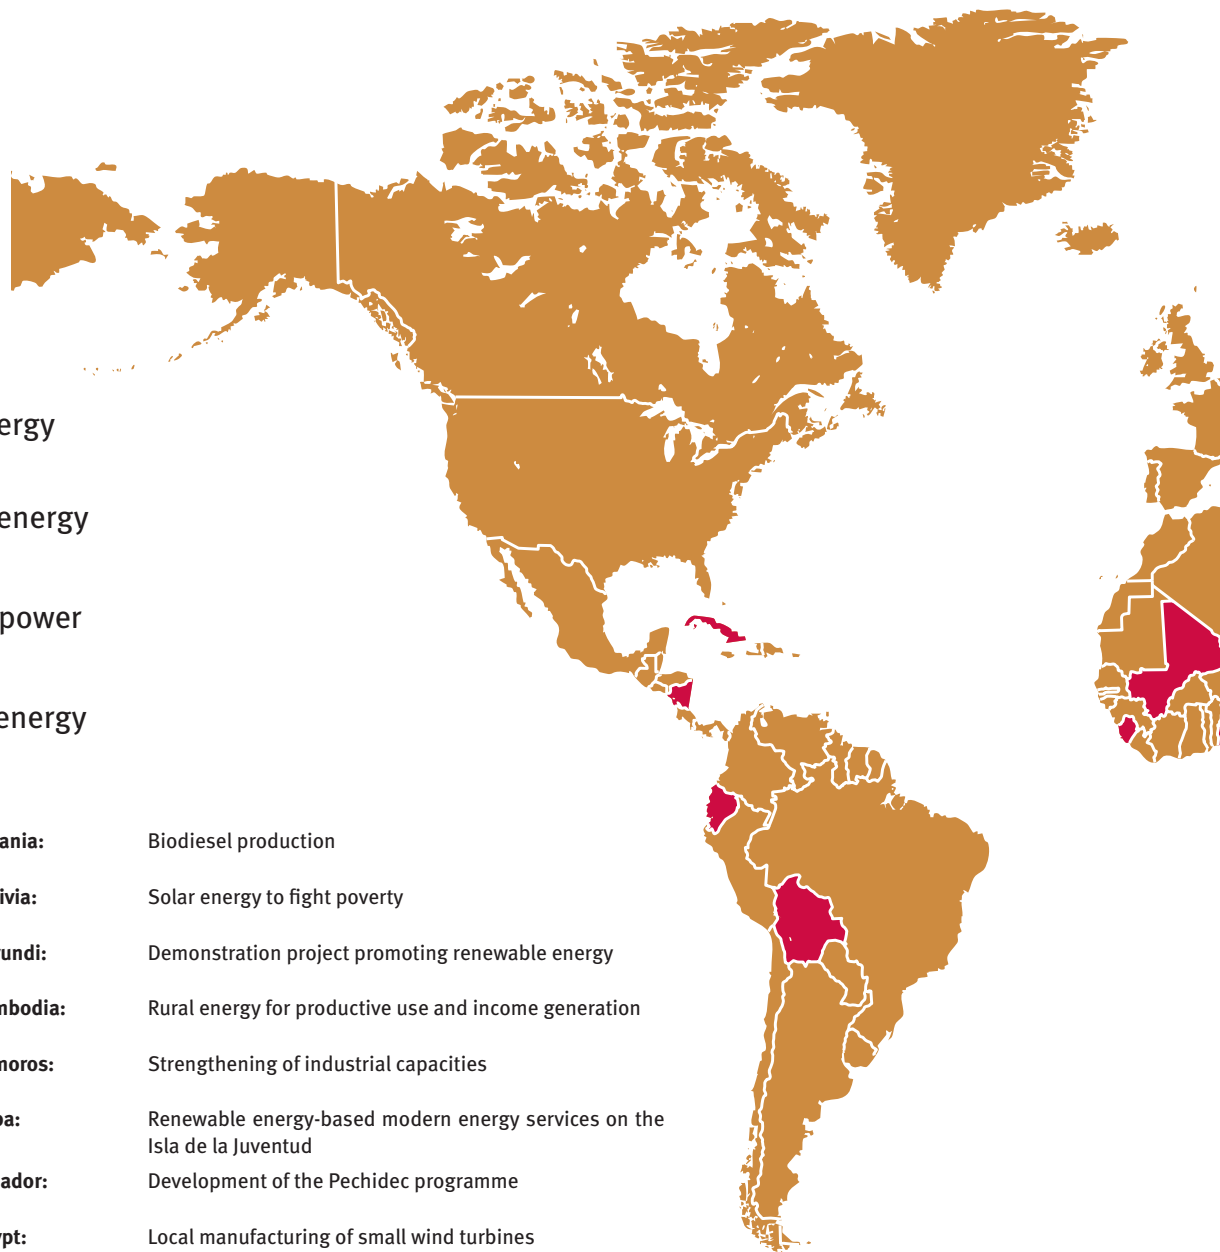 ergy
energy
power
energy
ania: Biodiesel production
ivia: Solar energy to fight poverty
undi: Demonstration project promoting renewable energy
nbodia: Rural energy for productive use and income generation
noros: Strengthening of industrial capacities
ba: Renewable energy-based modern energy services on the
Isla de la Juventud
ador: Development of the Pechidec programme
ypt: Local manufacturing of small wind turbines